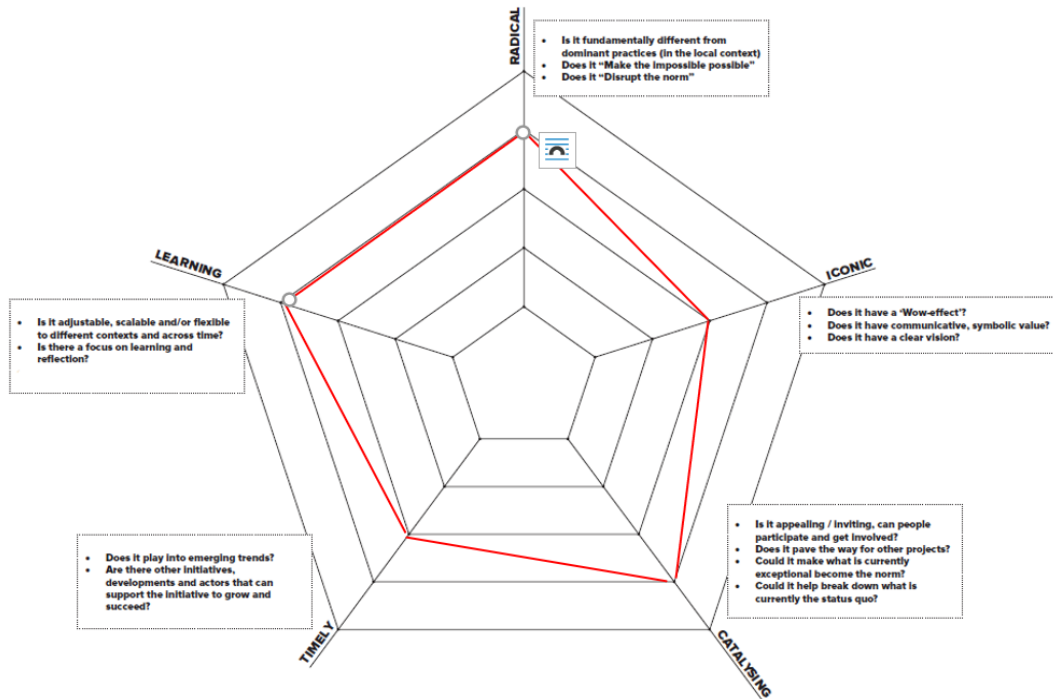 RADICAL
• Is it fundamentally different from
dominant practices (in the local context)
• Does it “Make the impossible possible”
• Does it “Disrupt the norm”
LEARNING
ICONIC
• Is it adjustable, scalable and/or flexible
to different contexts and across time?
• Is there a focus on learning and
reflection?
• Does it have a ‘Wow-effect’?
• Does it have communicative, symbolic value?
• Does it have a clear vision?
• Does it play into emerging trends?
• Are there other initiatives,
developments and actors that can
support the initiative to grow and
succeed?
• Is it appealing / inviting, can people
participate and get involved?
• Does it pave the way for other projects?
• Could it make what is currently
exceptional become the norm?
• Could it help break down what is
currently the status quo?
TIMELY
CATALYSING